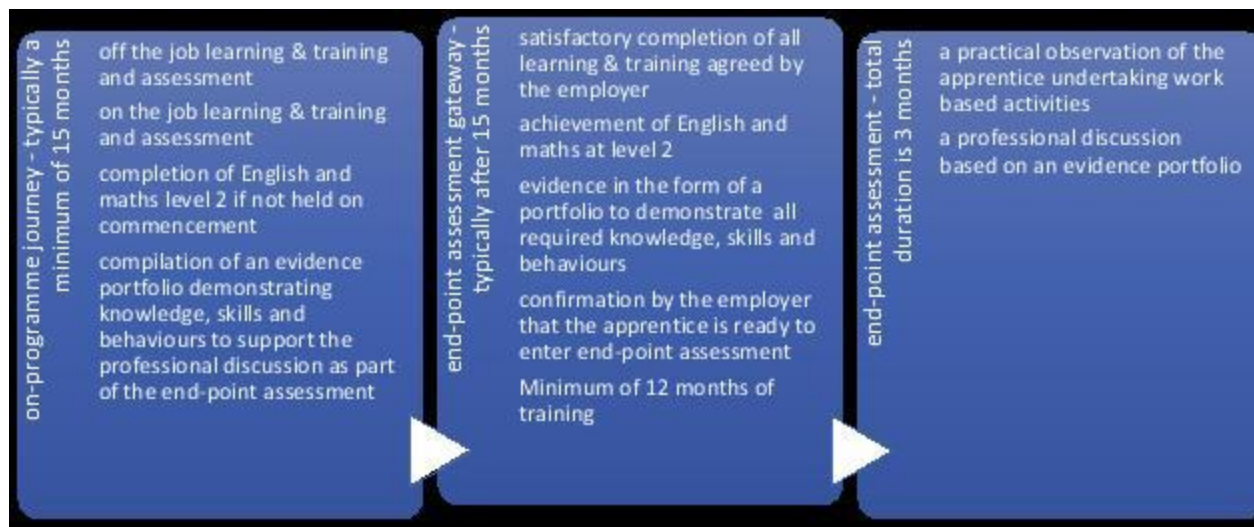 on-programme journey - typically a
minimum of 15 months
off the job learning & training
and assessment
on the job learning & training
and assessment
completion of English and
maths level 2 if not held on
commencement
compilation of an evidence
portfolio demonstrating
knowledge, skills and
behaviours to support the
professional discussion as part
of the end-point assessment
end-point assessment gateway -
typically after 15 months
satisfactory completion of all
learning & training agreed by
the employer
achievement of English and
maths at level 2
evidence in the form of a
portfolio to demonstrate all
required knowledge, skills and
behaviours
confirmation by the employer
that the apprentice is ready to
enter end-point assessment
Minimum of 12 months of
training
end-point assessment - total
duration is 3 months
a practical observation of the
apprentice undertaking work
based activities
a professional discussion
based on an evidence portfolio